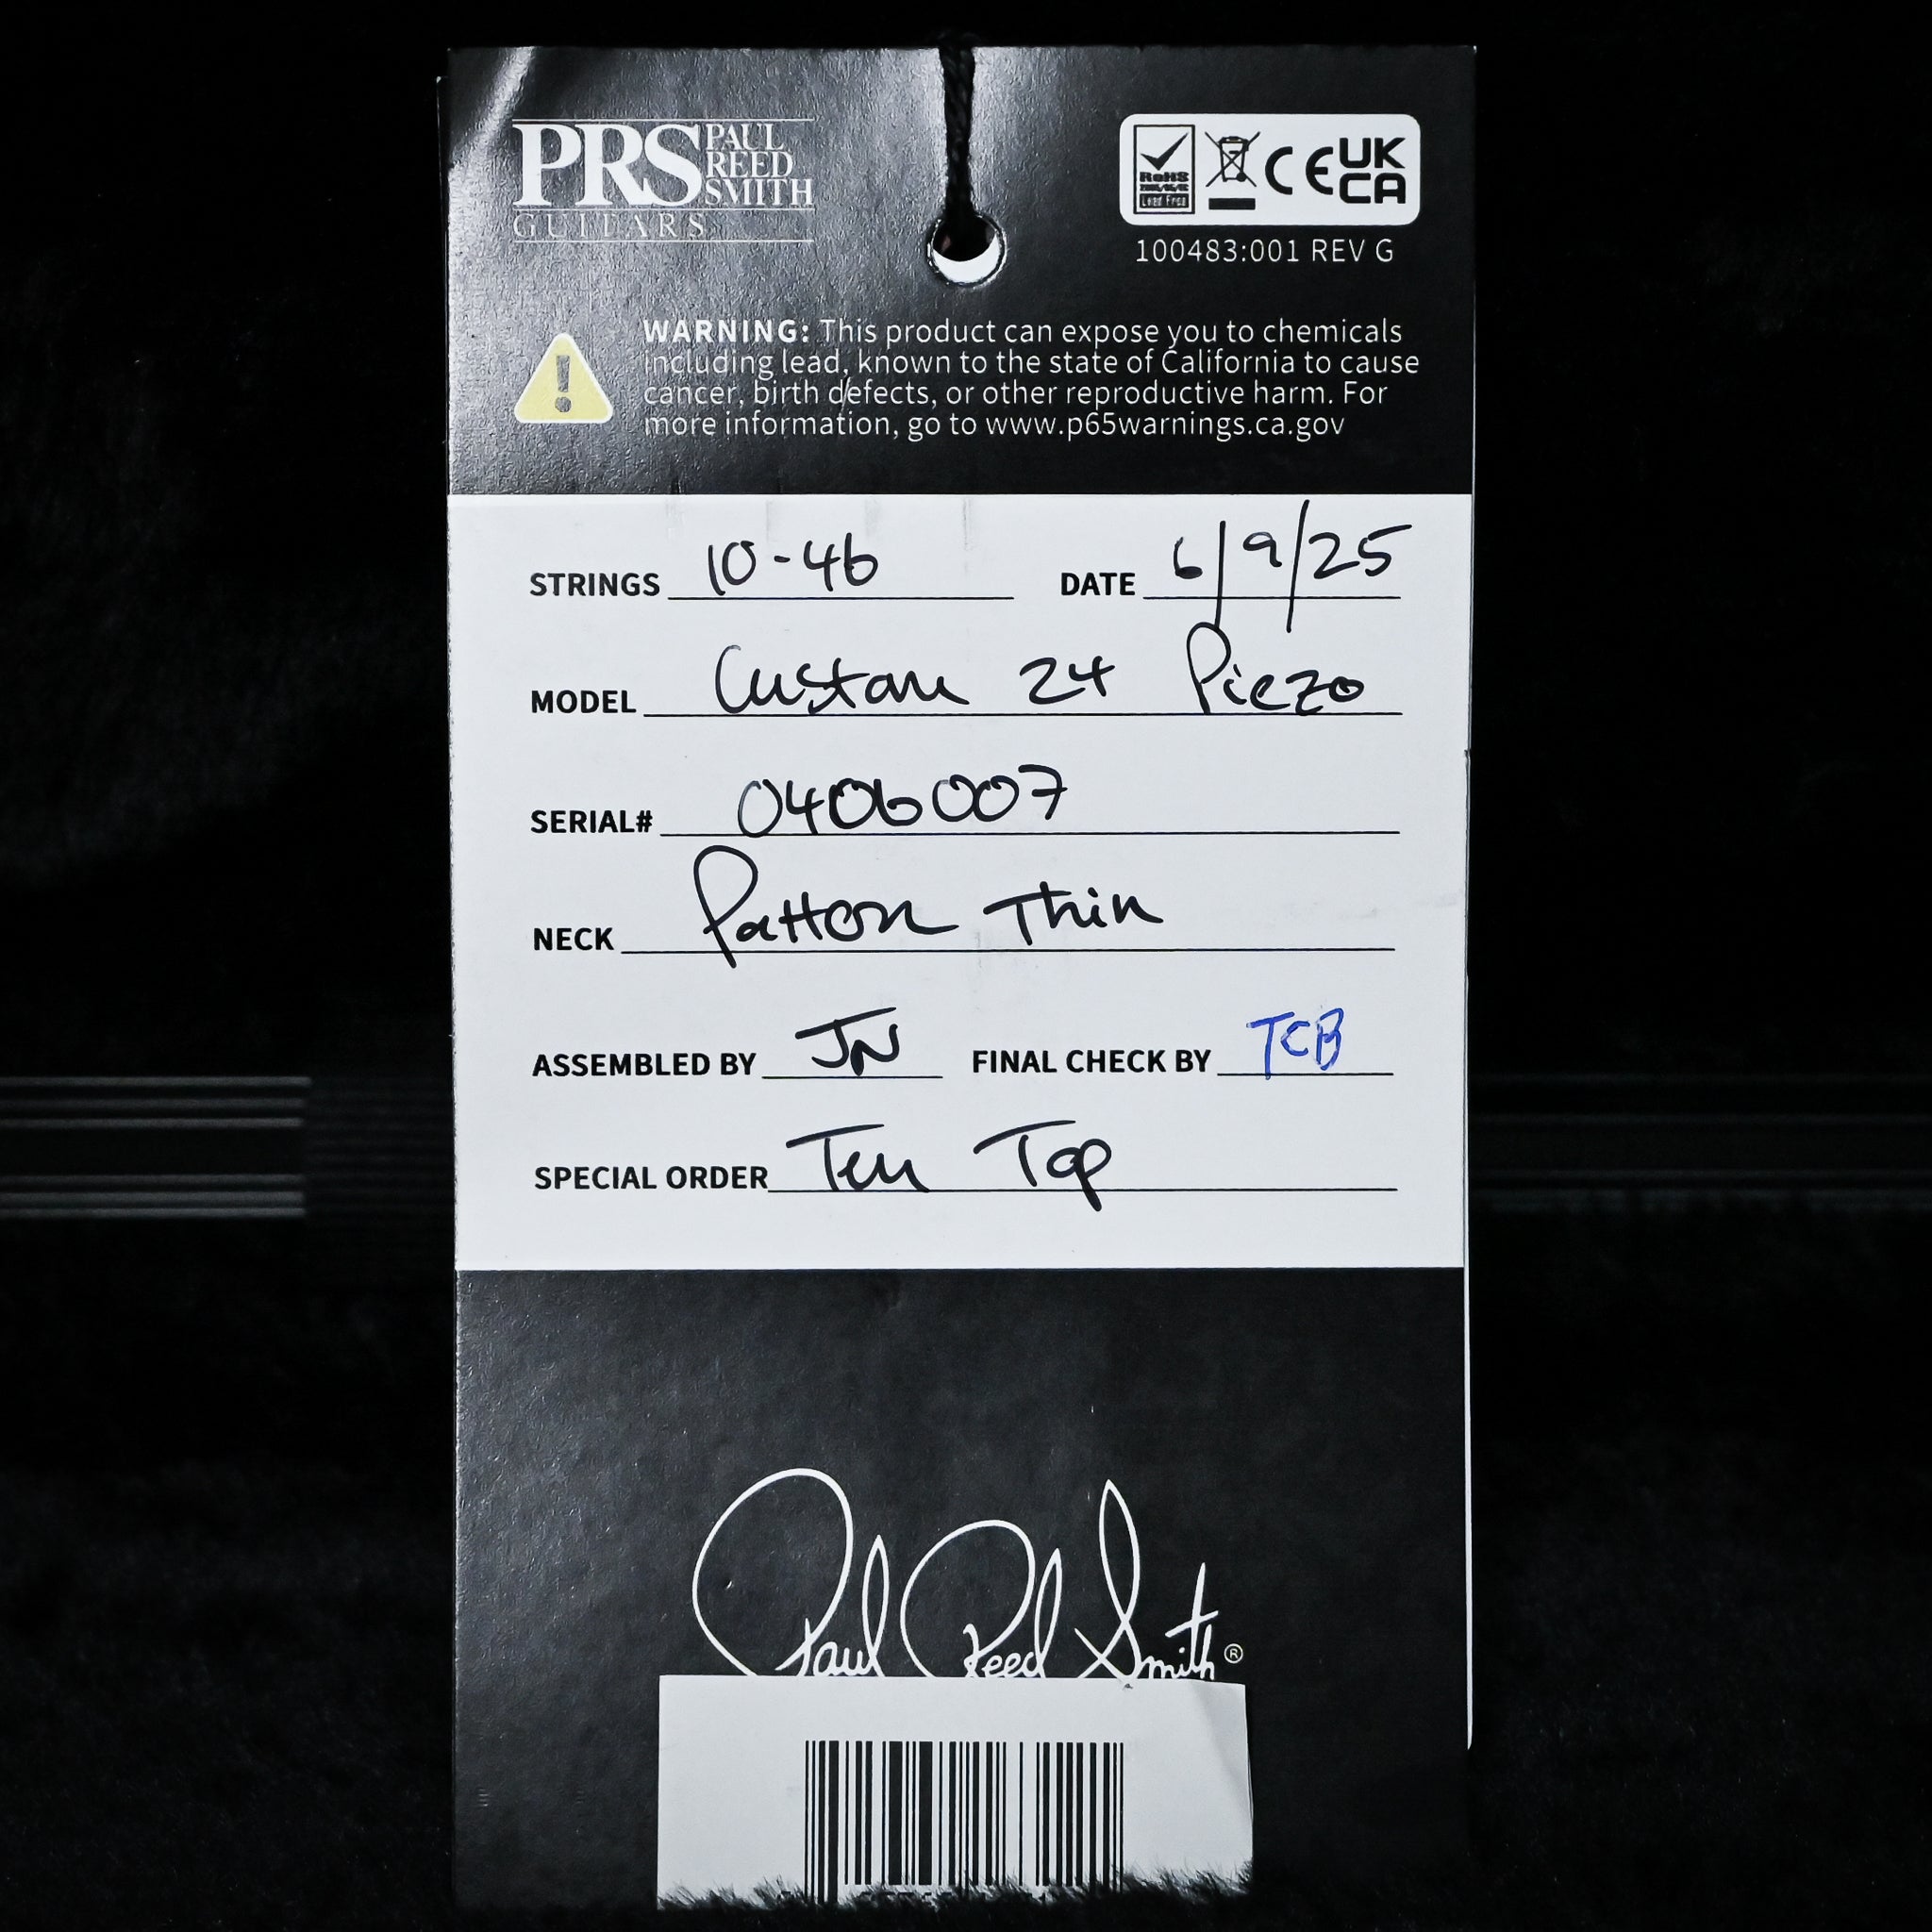 PRS PAUL REED SMITH
GUITARS
RoHS
Lead Free
CE UK CA
100483:001 REV G
WARNING: This product can expose you to chemicals
including lead, known to the state of California to cause
cancer, birth defects, or other reproductive harm. For
more information, go to www.p65warnings.ca.gov
STRINGS 10-46 DATE 6/9/25
MODEL Custom 24 Piezo
SERIAL# 0406007
NECK Patton Thin
ASSEMBLED BY JN FINAL CHECK BY TCB
SPECIAL ORDER Ten Top
Paul Reed Smith ®